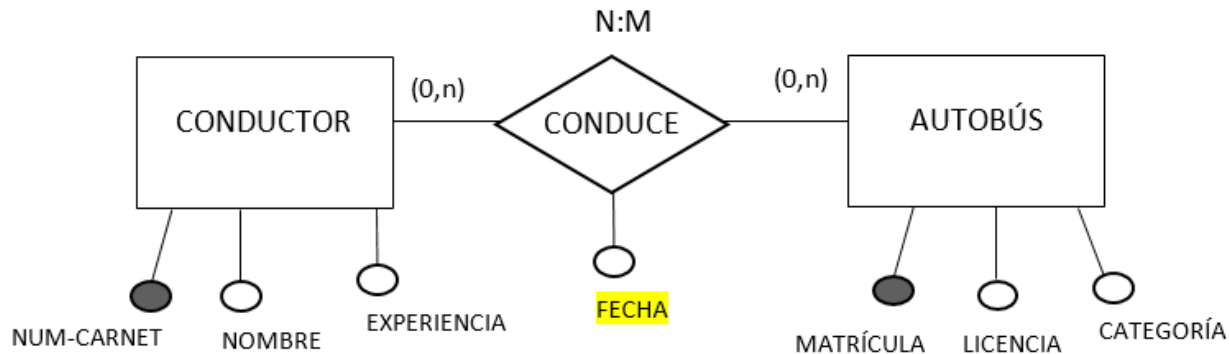 N:M
CONDUCTOR
(0,n)
CONDUCE
(0,n)
AUTOBÚS
NUM-CARNET
NOMBRE
EXPERIENCIA
FECHA
MATRÍCULA
LICENCIA
CATEGORÍA